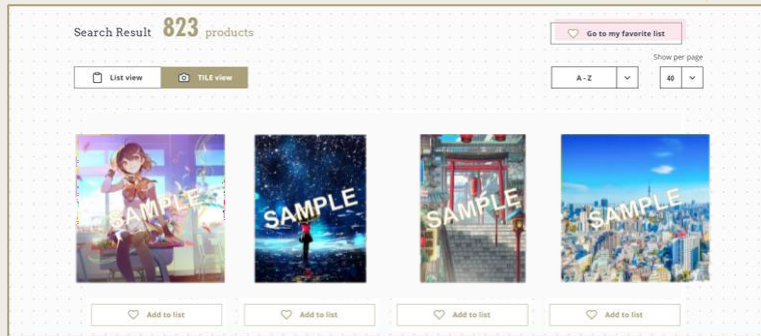 Search Result 823 products
Go to my favorite list
Show per page
List view
TILE view
A - Z
40
SAMPLE
SAMPLE
SAMPLE
SAMPLE
Add to list
Add to list
Add to list
Add to list